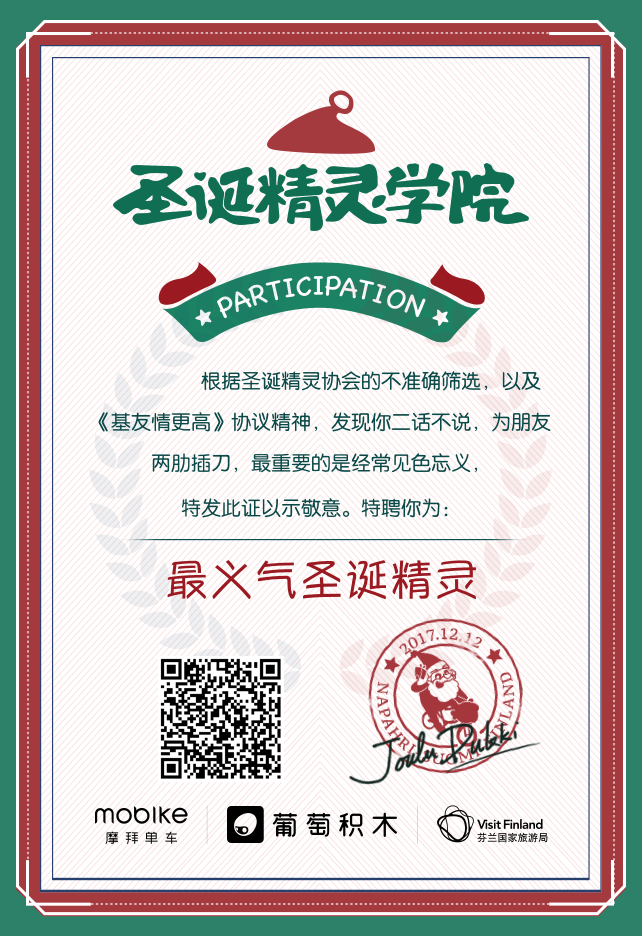 圣诞精灵学院
PARTICIPATION
根据圣诞精灵协会的不准确筛选，以及
《基友情更高》协议精神，发现你二话不说，为朋友
两肋插刀，最重要的是经常见色忘义，
特发此证以示敬意。特聘你为：
最义气圣诞精灵
2017.12.12
mobike
摩拜单车
葡萄积木
Visit Finland
芬兰国家旅游局